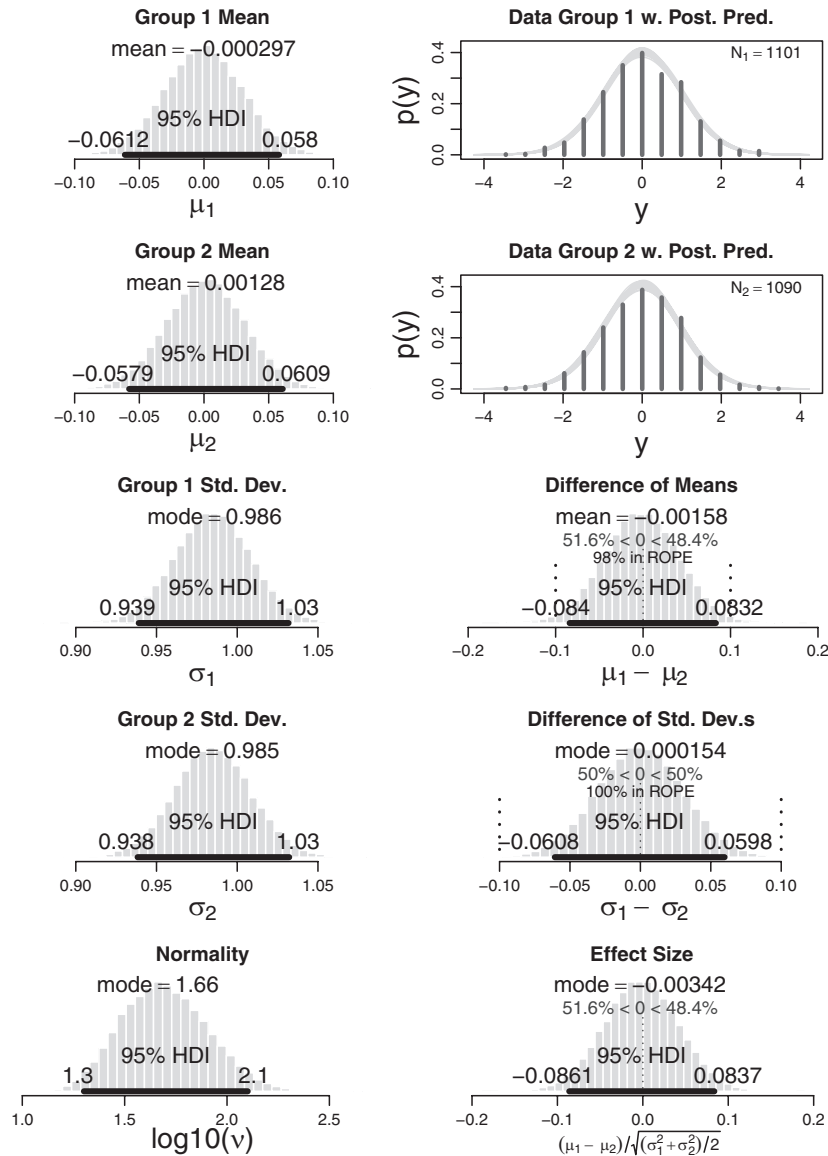 Group 1 Mean
mean = −0.000297
95% HDI
−0.0612 0.058
−0.10 −0.05 0.00 0.05 0.10
μ1
Data Group 1 w. Post. Pred.
N1 = 1101
p(y)
0.4
0.2
0.0
−4 −2 0 2 4
y
Group 2 Mean
mean = 0.00128
95% HDI
−0.0579 0.0609
−0.10 −0.05 0.00 0.05 0.10
μ2
Data Group 2 w. Post. Pred.
N2 = 1090
p(y)
0.4
0.2
0.0
−4 −2 0 2 4
y
Group 1 Std. Dev.
mode = 0.986
95% HDI
0.939 1.03
0.90 0.95 1.00 1.05
σ1
Difference of Means
mean = −0.00158
51.6% < 0 < 48.4%
98% in ROPE
95% HDI
−0.084 0.0832
−0.2 −0.1 0.0 0.1 0.2
μ1 − μ2
Group 2 Std. Dev.
mode = 0.985
95% HDI
0.938 1.03
0.90 0.95 1.00 1.05
σ2
Difference of Std. Dev.s
mode = 0.000154
50% < 0 < 50%
100% in ROPE
95% HDI
−0.0608 0.0598
−0.10 −0.05 0.00 0.05 0.10
σ1 − σ2
Normality
mode = 1.66
95% HDI
1.3 2.1
1.0 1.5 2.0 2.5
log10(ν)
Effect Size
mode = −0.00342
51.6% < 0 < 48.4%
95% HDI
−0.0861 0.0837
−0.2 −0.1 0.0 0.1 0.2
(μ1 − μ2)/√(σ1² + σ2²)/2